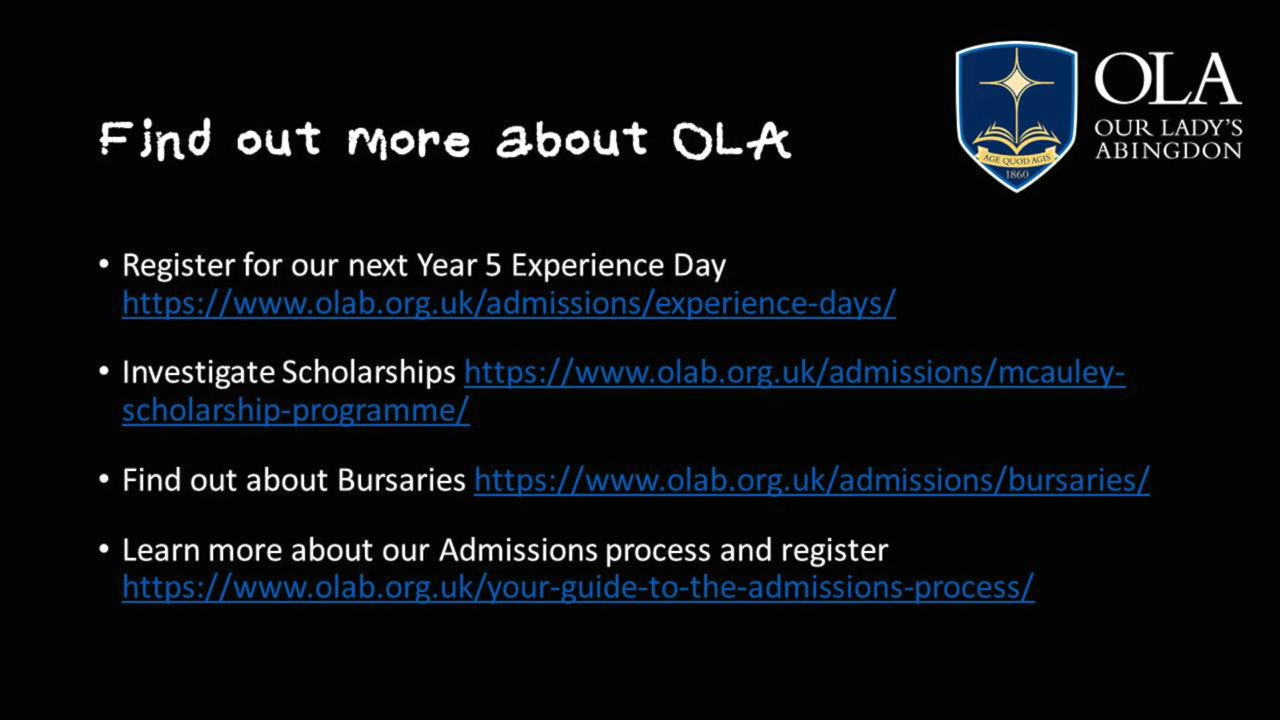 Find out more about OLA
OLA
OUR LADY'S
ABINGDON
AGE QUOD AGIS
1860
• Register for our next Year 5 Experience Day
https://www.olab.org.uk/admissions/experience-days/
• Investigate Scholarships https://www.olab.org.uk/admissions/mcauley-
scholarship-programme/
• Find out about Bursaries https://www.olab.org.uk/admissions/bursaries/
• Learn more about our Admissions process and register
https://www.olab.org.uk/your-guide-to-the-admissions-process/